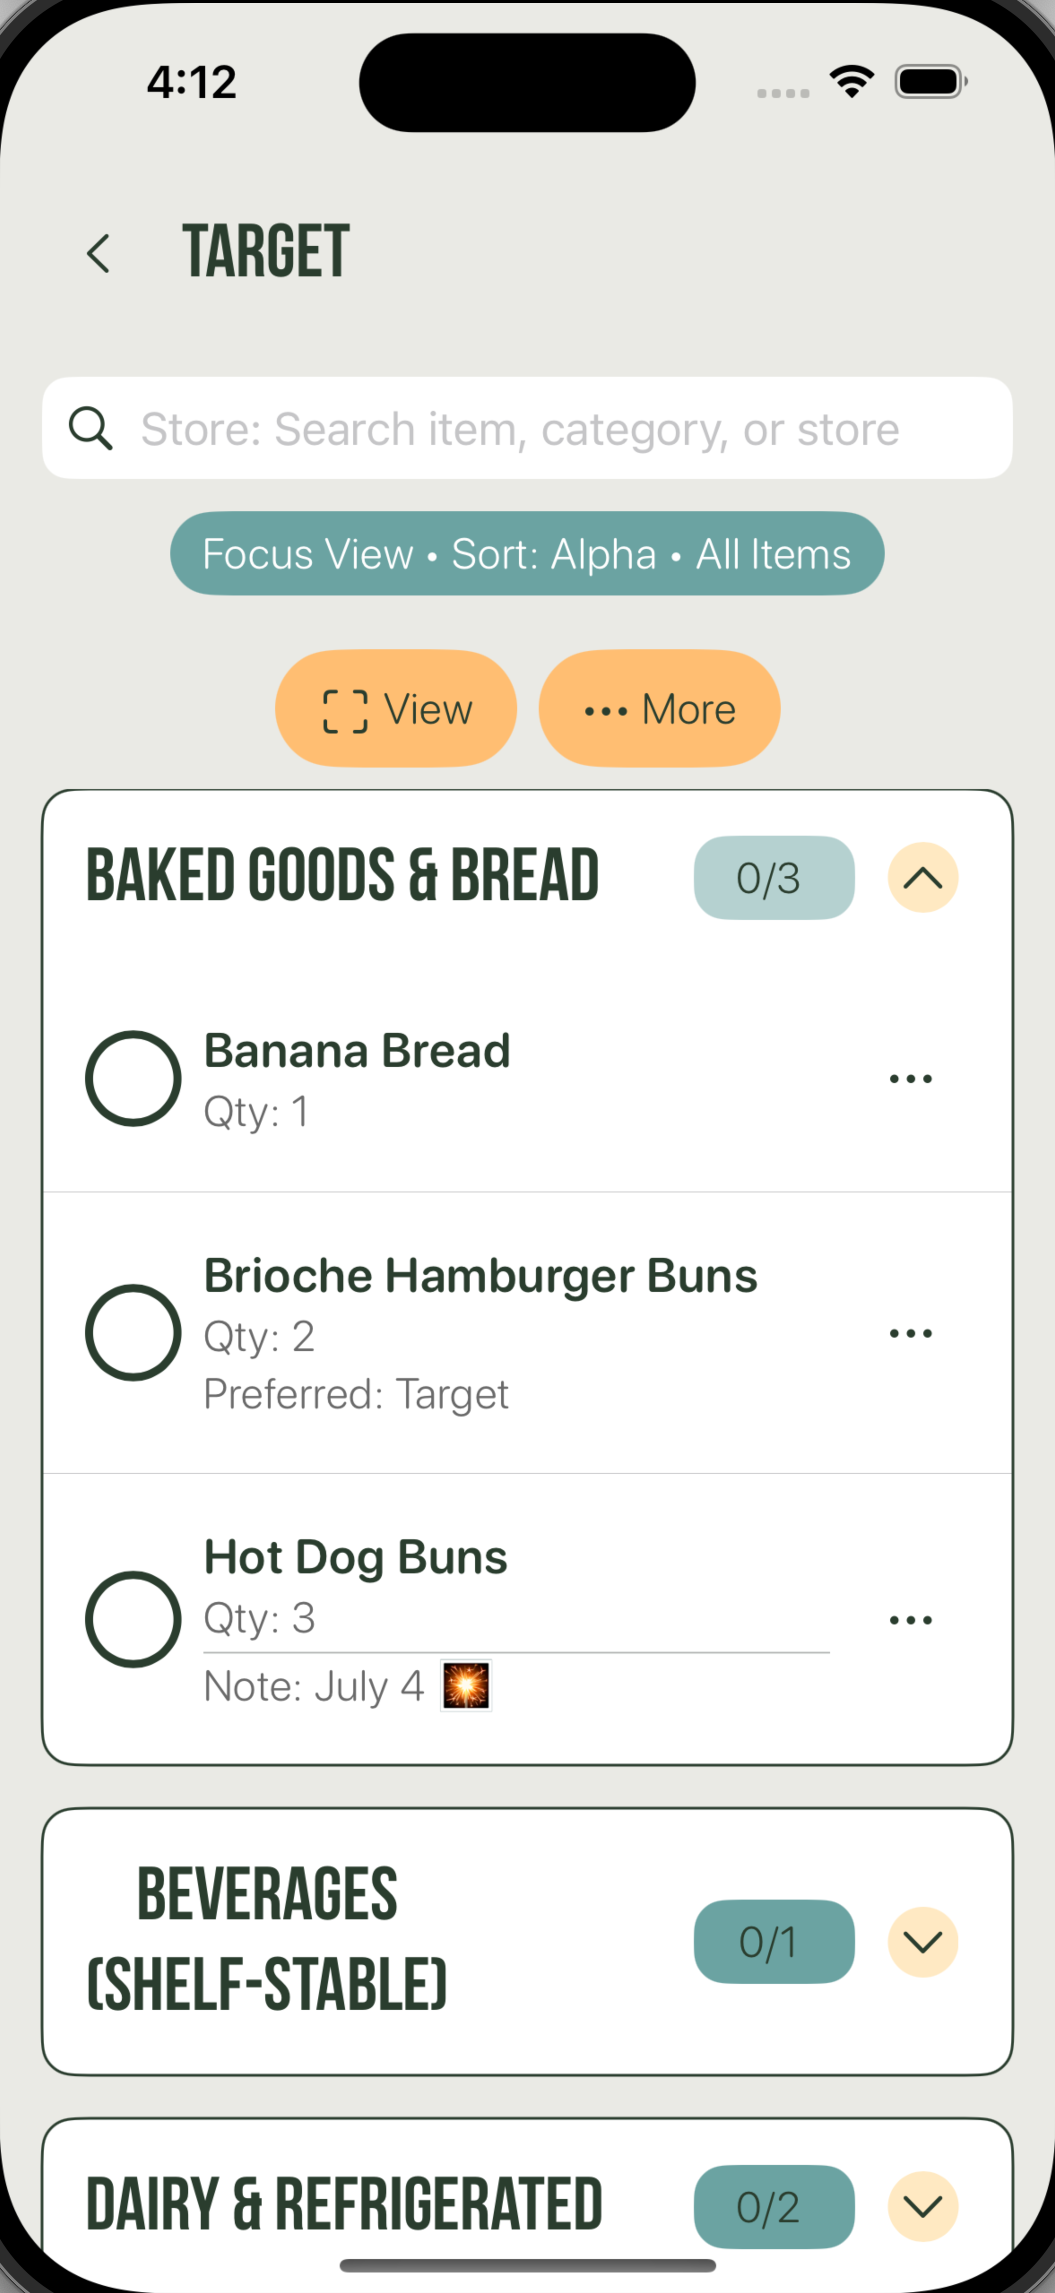 4:12
TARGET
Store: Search item, category, or store
Focus View • Sort: Alpha • All Items
View
More
BAKED GOODS & BREAD
0/3
Banana Bread
Qty: 1
Brioche Hamburger Buns
Qty: 2
Preferred: Target
Hot Dog Buns
Qty: 3
Note: July 4 🎇
BEVERAGES
(SHELF-STABLE)
0/1
DAIRY & REFRIGERATED
0/2